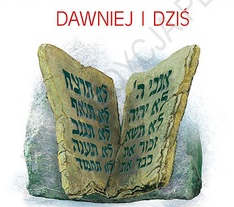 DAWNIEJ I DZIŚ
אנכי ה'
לא יהיה
לא תשא
זכור את
כבד את
לא תרצח
לא תנאף
לא תגנב
לא תענה
לא תחמד